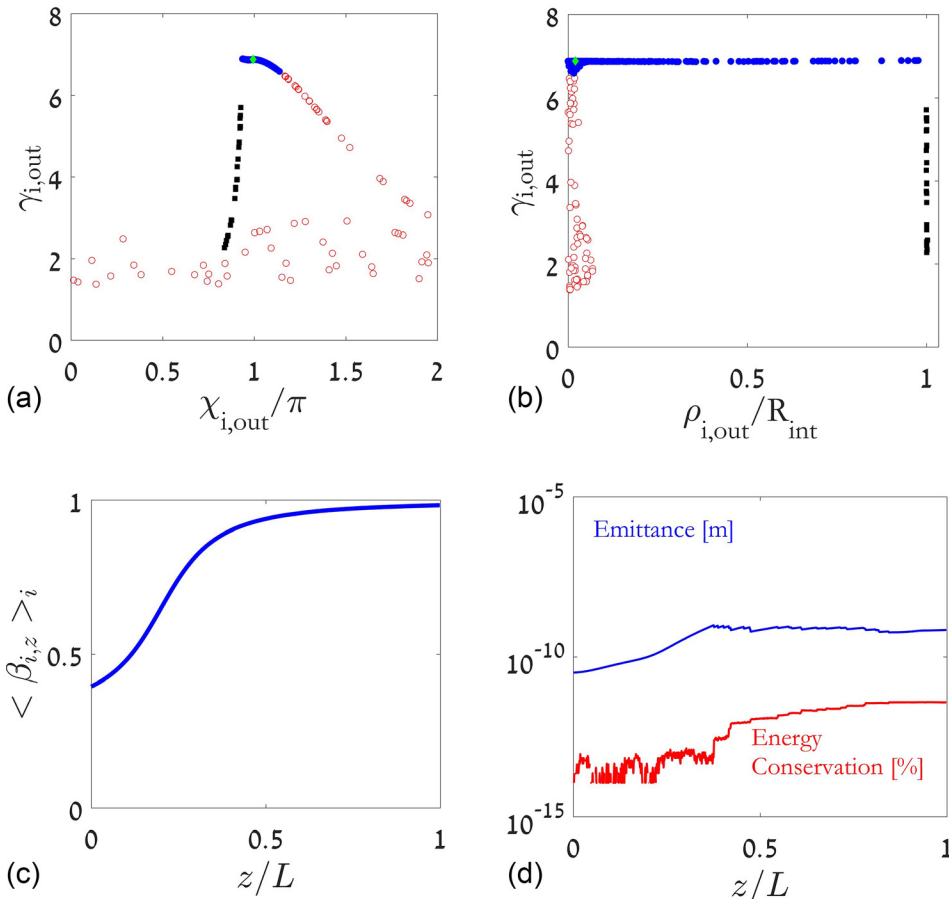 8
6
4
2
0
γi,out
0 0.5 1 1.5 2
χi,out/π
(a)
8
6
4
2
0
γi,out
0 0.5 1
ρi,out/Rint
(b)
1
0.5
0
< βi,z >i
0 0.5 1
z/L
(c)
10-5
10-10
10-15
Emittance [m]
Energy
Conservation [%]
0 0.5 1
z/L
(d)